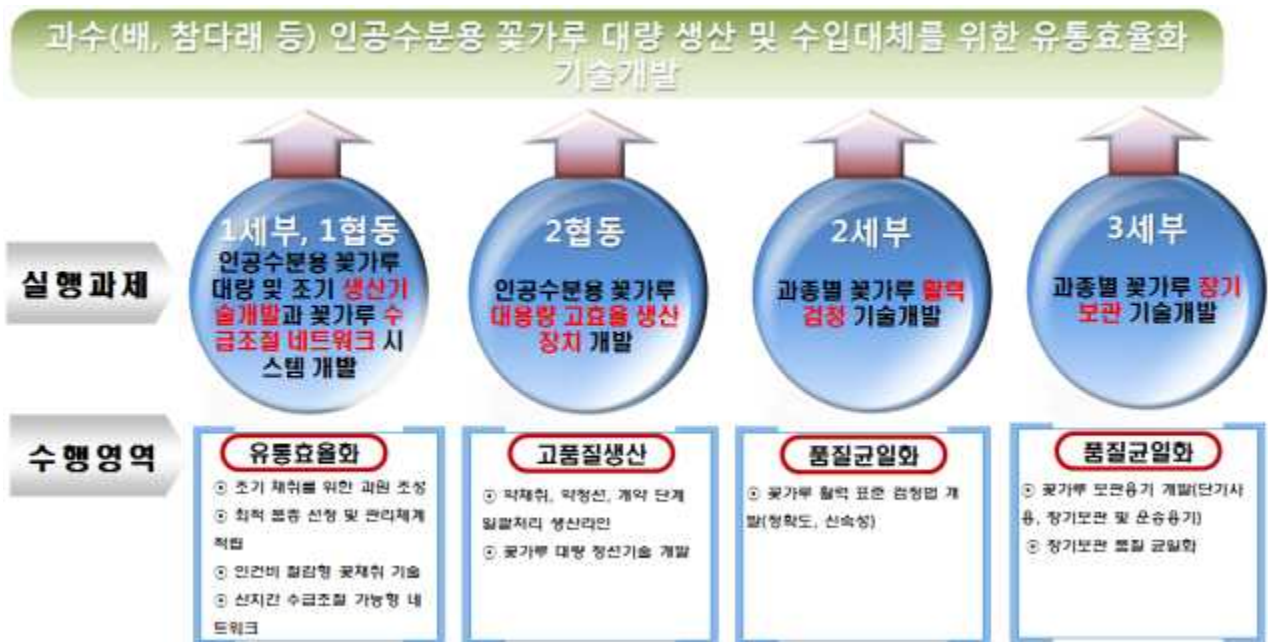 과수(배, 참다래 등) 인공수분용 꽃가루 대량 생산 및 수입대체를 위한 유통효율화
기술개발
실행과제
1세부, 1협동
인공수분용 꽃가루
대량 및 조기 생산기
술개발과 꽃가루 수
급조절 네트워크 시
스템 개발
2협동
인공수분용 꽃가루
대용량 고효율 생산
장치 개발
2세부
과종별 꽃가루 활력
검정 기술개발
3세부
과종별 꽃가루 장기
보관 기술개발
수행영역
유통효율화
⊙ 조기 채취를 위한 과원 조성
⊙ 최적 품종 선정 및 관리체계
확립
⊙ 인건비 절감형 꽃채취 기술
⊙ 산지간 수급조절 가능형 네
트워크
고품질생산
⊙ 약채취, 약정선, 개약 단계
일괄처리 생산라인
⊙ 꽃가루 대량 정선기술 개발
품질균일화
⊙ 꽃가루 활력 표준 검정법 개
발(정확도, 신속성)
품질균일화
⊙ 꽃가루 보관용기 개발(단기사
용, 장기보관 및 운송용기)
⊙ 장기보관 품질 균일화